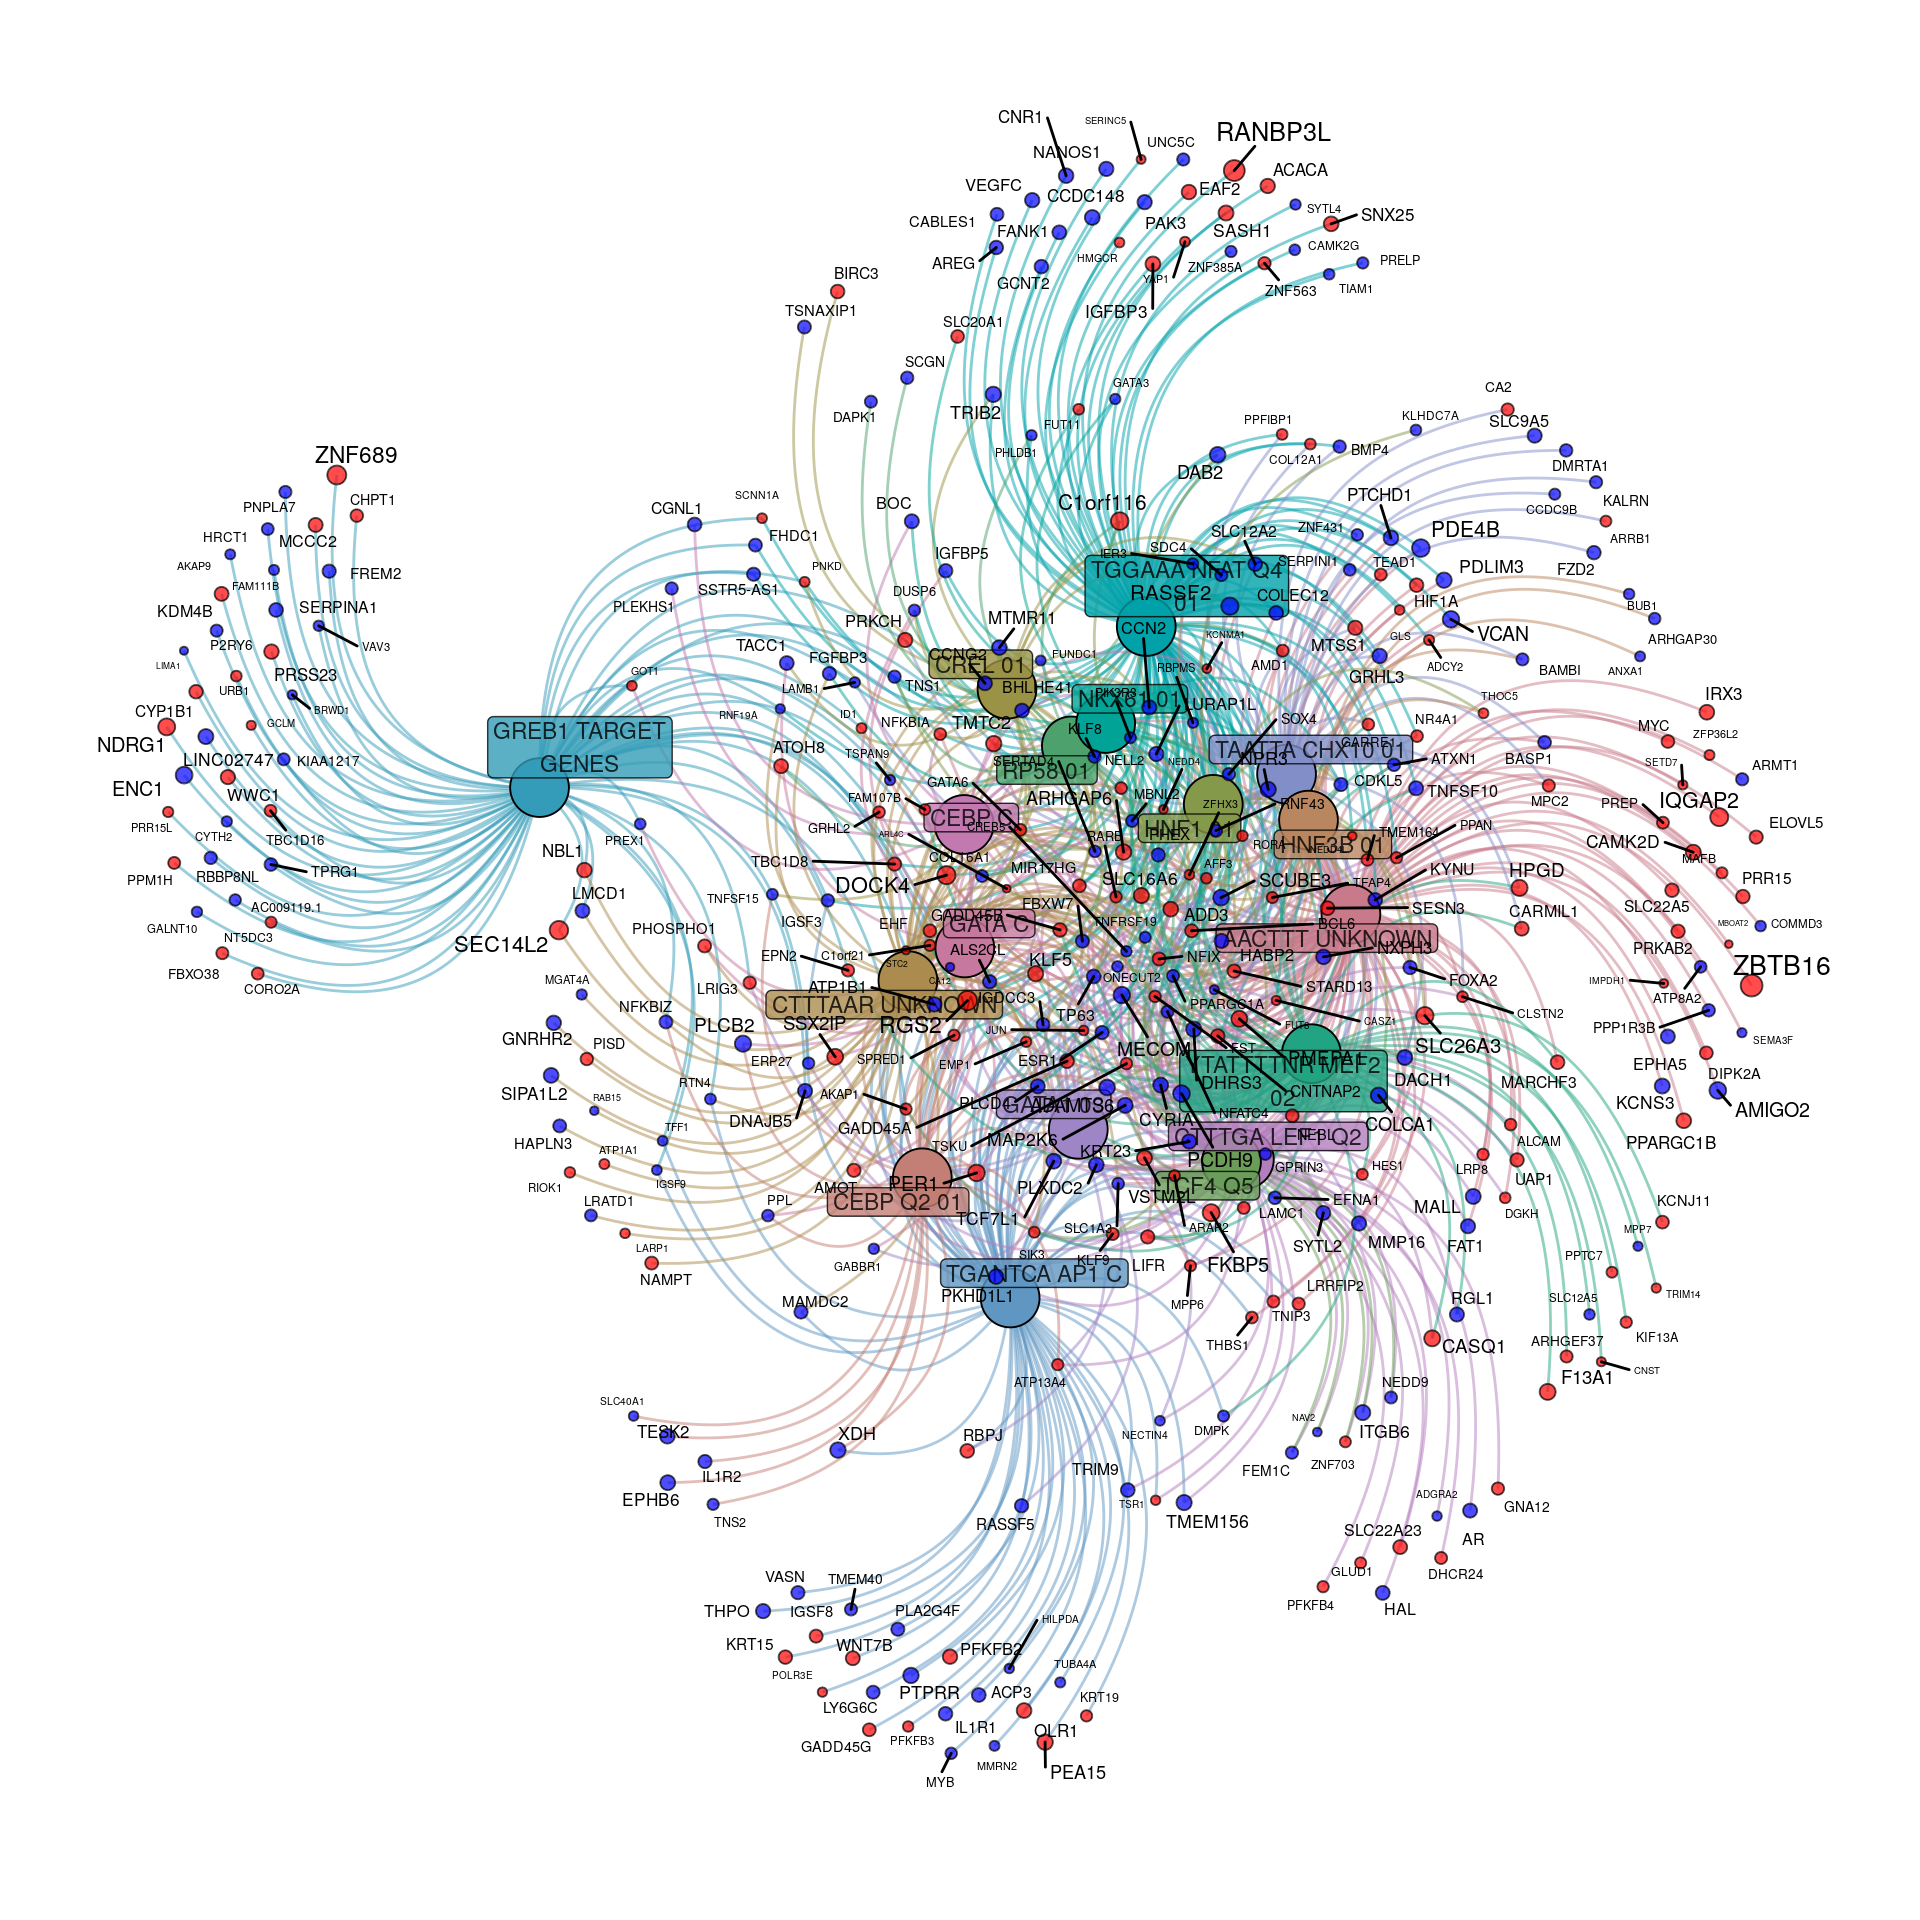 CNR1
SERINC5
RANBP3L
NANOS1
UNC5C
ACACA
VEGFC
CCDC148
EAF2
CABLES1
FANK1
PAK3
SASH1
SYTL4
SNX25
AREG
HMGCR
ZNF385A
CAMK2G
PRELP
GCNT2
YAP1
ZNF563
TIAM1
IGFBP3
BIRC3
TSNAXIP1
SLC20A1
SCGN
DAPK1
TRIB2
GATA3
FUT11
PHLDB1
PPFIBP1
COL12A1
BMP4
KLHDC7A
CA2
SLC9A5
DMRTA1
KALRN
CCDC9B
ARRB1
FZD2
DAB2
C1orf116
PTCHD1
PDE4B
ZNF431
SLC12A2
SDC4
IER3
SERPINI1
TEAD1
PDLIM3
TGGAAA NFAT Q4
01
RASSF2
COLEC12
HIF1A
VCAN
BUB1
ARHGAP30
ANXA1
BAMBI
CCN2
KCNMA1
MTSS1
GLS
ADCY2
AMD1
GRHL3
RBPMS
THOC5
IRX3
ZNF689
PNPLA7
CHPT1
HRCT1
MCCC2
AKAP9
FAM111B
FREM2
KDM4B
SERPINA1
P2RY6
VAV3
LIMA1
PRSS23
URB1
BRWD1
CYP1B1
GCLM
NDRG1
LINC02747
KIAA1217
ENC1
WWC1
PRR15L
CYTH2
TBC1D16
PPM1H
RBBP8NL
TPRG1
AC009119.1
GALNT10
NT5DC3
FBXO38
CORO2A
GREB1 TARGET
GENES
CGNL1
SCNN1A
FHDC1
BOC
IGFBP5
PLEKHS1
SSTR5-AS1
PNKD
DUSP6
PRKCH
MTMR11
TACC1
FGFBP3
CCNG2
FUNDC1
CREL 01
GOT1
LAMB1
TNS1
BHLHE41
RNF19A
ID1
NFKBIA
TMTC2
PIK3R3
NKX61 01
LURAP1L
KLF8
ATOH8
TSPAN9
SERTAD4
NELL2
RP58 01
NEDD4
SOX4
TAATTA CHX10 01
NPR3
GARRE1
NR4A1
ATXN1
CDKL5
TNFSF10
BASP1
MYC
ZFP36L2
SETD7
ARMT1
MPC2
PREP
IQGAP2
ELOVL5
CAMK2D
MAFB
PRR15
PREX1
FAM107B
GATA6
ARHGAP6
MBNL2
ZFHX3
RNF43
GRHL2
ARL4C
CREB5
RARB
PHEX
HNF1 01
RORA
HNF3B 01
TMEM164
PPAN
NBL1
TBC1D8
COL16A1
MIR17HG
AFF3
DOCK4
SLC16A6
SCUBE3
TFAP4
KYNU
HPGD
LMCD1
TNFSF15
IGSF3
EHF
GADD45B
FBXW7
TNFRSF19
ADD3
SESN3
BCL6
CARMIL1
SLC22A5
MBOAT2
COMMD3
SEC14L2
PHOSPHO1
EPN2
C1orf21
GATA C
ALS2CL
AACTTT UNKNOWN
NXPH3
PRKAB2
ZBTB16
MGAT4A
LRIG3
ATP1B1
STC2
CA12
KLF5
ONECUT2
NFIX
HABP2
STARD13
FOXA2
IMPDH1
ATP8A2
NFKBIZ
CTTTAAR UNKNOWN
IGDCC3
PPARGC1A
CLSTN2
PPP1R3B
SEMA3F
GNRHR2
PISD
PLCB2
SSX2IP
RGS2
JUN
TP63
FUT8
CASZ1
SLC26A3
EPHA5
ERP27
SPRED1
EMP1
ESR1
MECOM
PMEPA1
MARCHF3
DIPK2A
SIPA1L2
RTN4
RAB15
AKAP1
PLCD4
ADAMTS6
DHRS3
CNTNAP2
DACH1
KCNS3
AMIGO2
HAPLN3
TFF1
DNAJB5
GADD45A
CYRIA
NFATC4
COLCA1
PPARGC1B
ATP1A1
TSKU
MAP2K6
KRT23
CTTTGA LEF1 Q2
NEBL
ALCAM
RIOK1
IGSF9
PCDH9
GPRIN3
HES1
LRP8
UAP1
LRATD1
PPL
AMOT
PER1
CEBP Q2 01
PLXDC2
VSTM2L
TCF4 Q5
EFNA1
MALL
DGKH
KCNJ11
TCF7L1
SLC1A3
ARAP2
LAMC1
SYTL2
MMP16
FAT1
MPP7
LARP1
NAMPT
GABBR1
SIK3
KLF9
LIFR
FKBP5
PPTC7
TGANTCA AP1 C
PKHD1L1
MPP6
LRRFIP2
RGL1
SLC12A5
TRIM14
MAMDC2
TNIP3
THBS1
CASQ1
ARHGEF37
KIF13A
F13A1
CNST
ATP13A4
SLC40A1
TESK2
XDH
RBPJ
NECTIN4
DMPK
NEDD9
NAV2
ITGB6
IL1R2
TRIM9
FEM1C
ZNF703
EPHB6
TNS2
RASSF5
TSR1
TMEM156
ADGRA2
GNA12
SLC22A23
AR
GLUD1
DHCR24
PFKFB4
HAL
VASN
TMEM40
THPO
IGSF8
PLA2G4F
HILPDA
KRT15
WNT7B
PFKFB2
POLR3E
TUBA4A
LY6G6C
PTPRR
ACP3
KRT19
GADD45G
PFKFB3
IL1R1
OLR1
MYB
MMRN2
PEA15